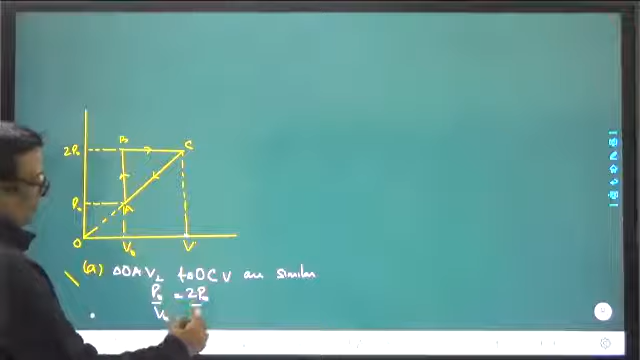 B
C
2P₀
P₀
A
O
V₀
V'
(a) ΔOAV₀ & ΔOCV are similar
P₀ = 2P₀
V₀